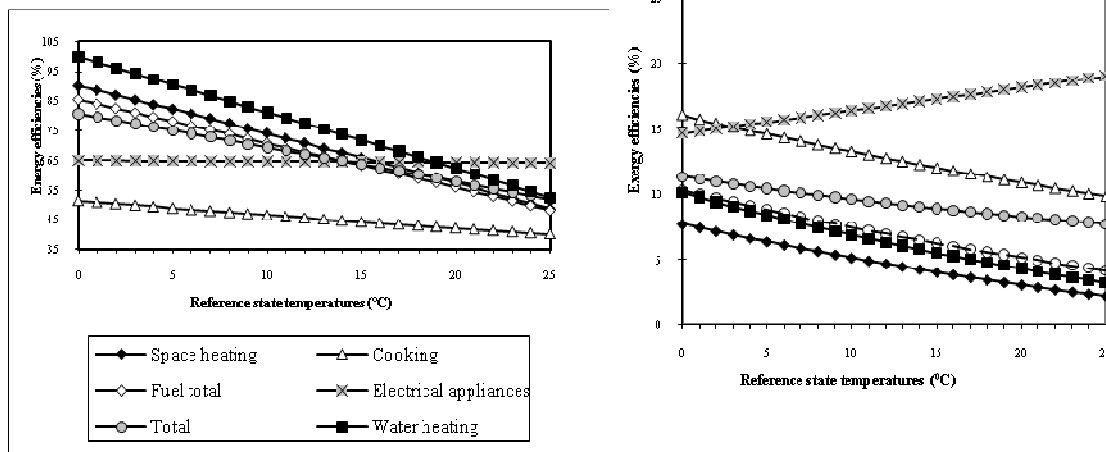 Energy efficiencies (%)
105
95
85
75
65
55
45
35
0 5 10 15 20 25
Reference state temperatures (°C)
Space heating
Cooking
Fuel total
Electrical appliances
Total
Water heating
Exergy efficiencies (%)
20
15
10
5
0
0 5 10 15 20
Reference state temperatures (⁰C)